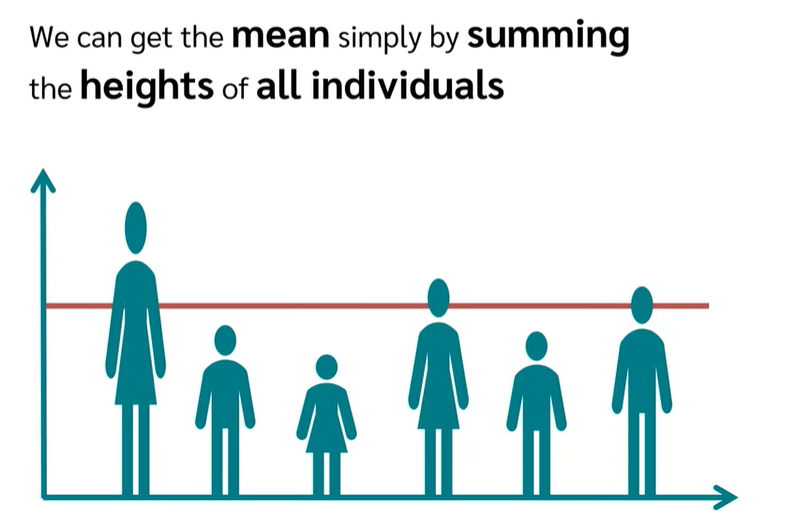 We can get the mean simply by summing
the heights of all individuals